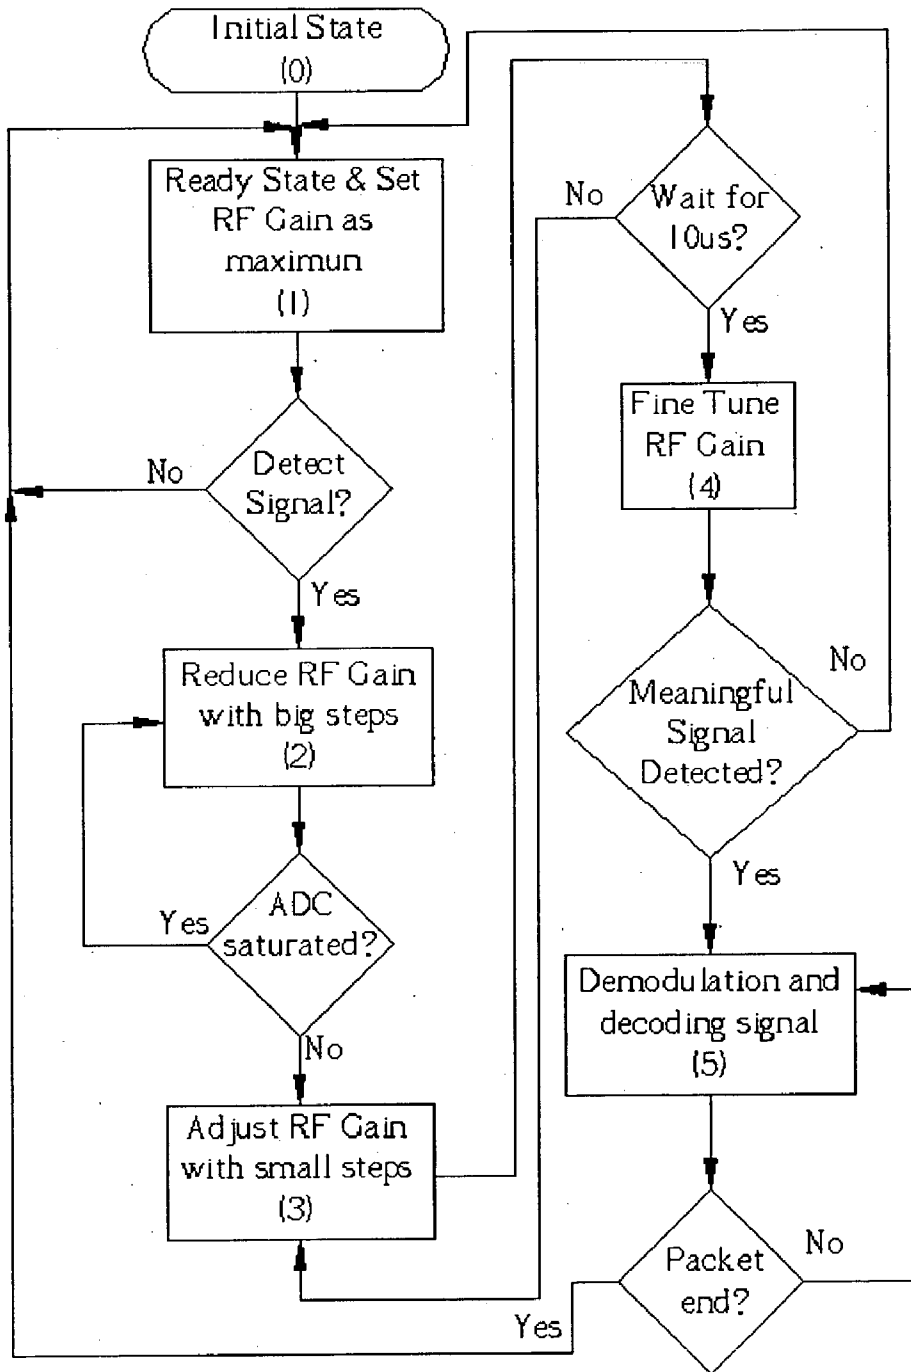 Initial State
(0)
Ready State & Set
RF Gain as
maximun
(1)
No
Detect
Signal?
Yes
Reduce RF Gain
with big steps
(2)
Yes
ADC
saturated?
No
Adjust RF Gain
with small steps
(3)
No
Wait for
10us?
Yes
Fine Tune
RF Gain
(4)
No
Meaningful
Signal
Detected?
Yes
Demodulation and
decoding signal
(5)
Packet
end?
No
Yes